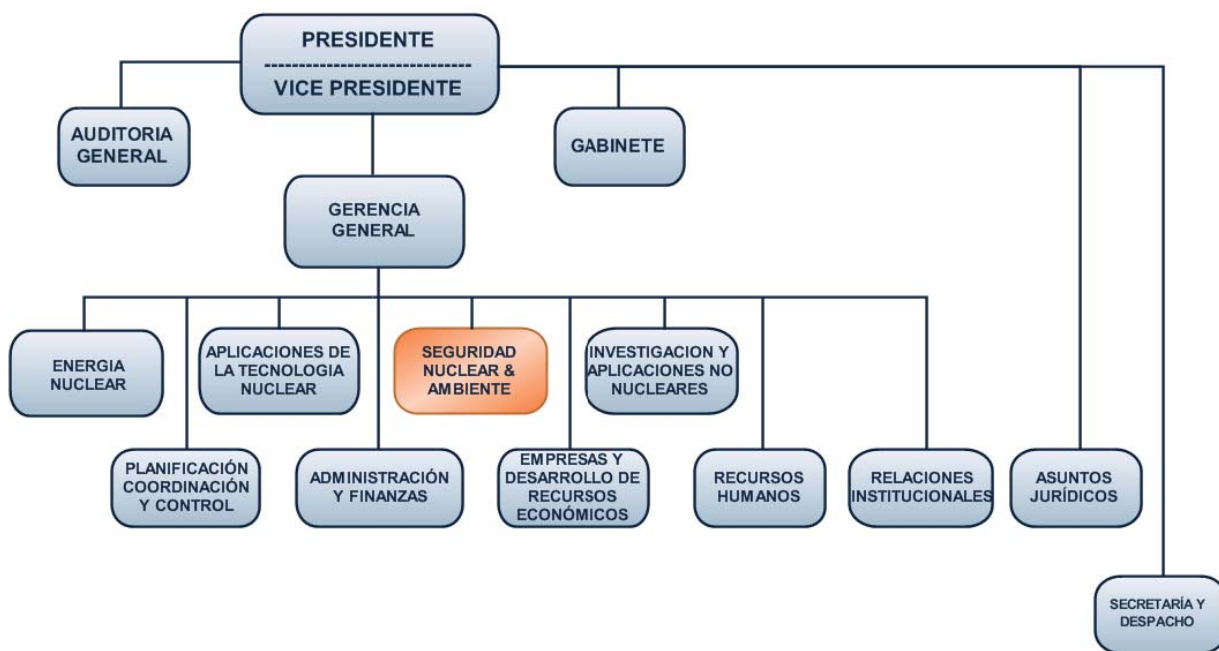 PRESIDENTE
------------------------------
VICE PRESIDENTE
AUDITORIA
GENERAL
GABINETE
GERENCIA
GENERAL
ENERGIA
NUCLEAR
APLICACIONES DE
LA TECNOLOGIA
NUCLEAR
SEGURIDAD
NUCLEAR &
AMBIENTE
INVESTIGACION Y
APLICACIONES NO
NUCLEARES
PLANIFICACIÓN
COORDINACIÓN
Y CONTROL
ADMINISTRACIÓN
Y FINANZAS
EMPRESAS Y
DESARROLLO DE
RECURSOS
ECONÓMICOS
RECURSOS
HUMANOS
RELACIONES
INSTITUCIONALES
ASUNTOS
JURÍDICOS
SECRETARÍA Y
DESPACHO